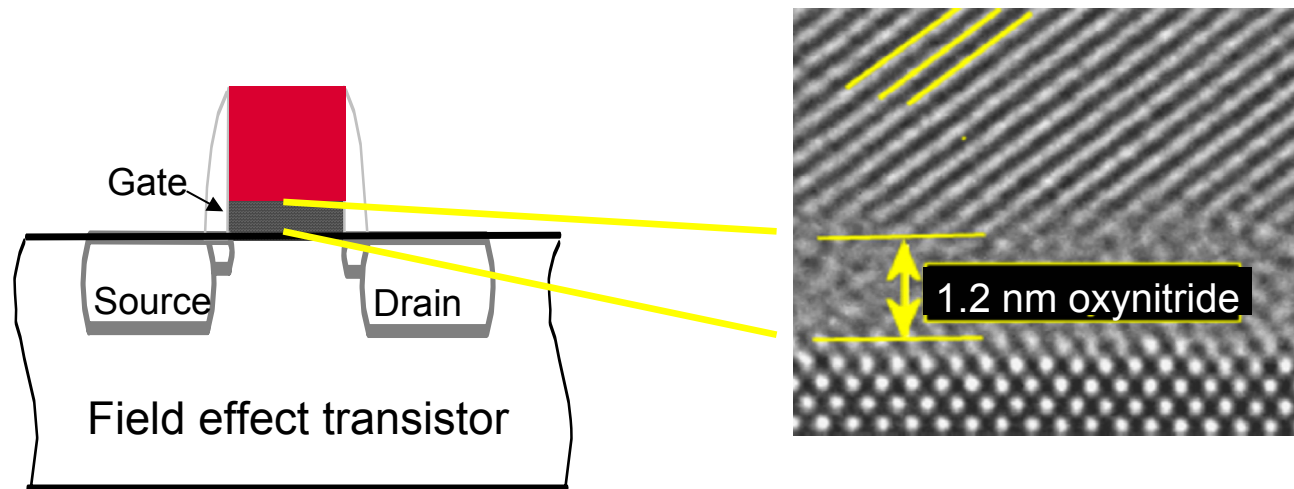 Gate
Source
Drain
Field effect transistor
1.2 nm oxynitride